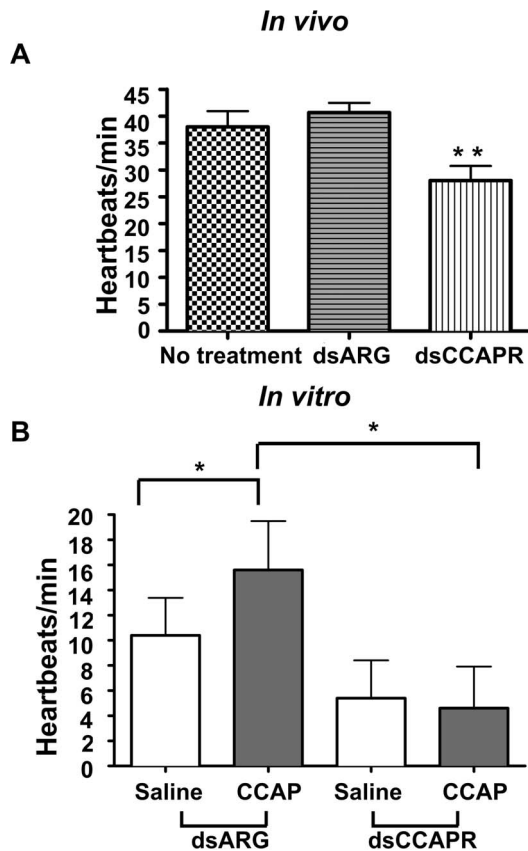 In vivo
A
45
40
35
30
25
20
15
10
5
0
Heartbeats/min
* *
No treatment dsARG dsCCAPR
In vitro
B
*
*
20
18
16
14
12
10
8
6
4
2
0
Heartbeats/min
Saline CCAP Saline CCAP
dsARG dsCCAPR